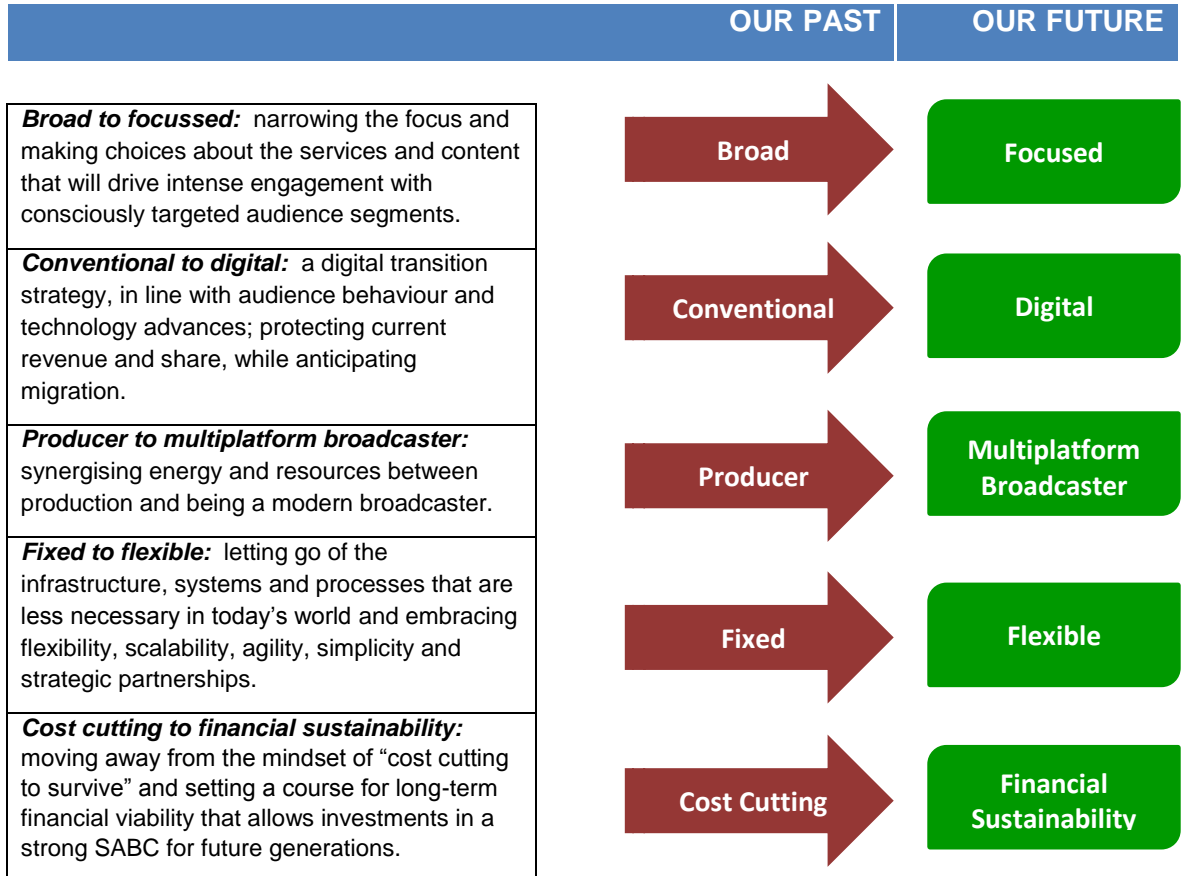 OUR PAST
OUR FUTURE
Broad to focussed: narrowing the focus and
making choices about the services and content
that will drive intense engagement with
consciously targeted audience segments.
Broad
Focused
Conventional to digital: a digital transition
strategy, in line with audience behaviour and
technology advances; protecting current
revenue and share, while anticipating
migration.
Conventional
Digital
Producer to multiplatform broadcaster:
synergising energy and resources between
production and being a modern broadcaster.
Producer
Multiplatform
Broadcaster
Fixed to flexible: letting go of the
infrastructure, systems and processes that are
less necessary in today's world and embracing
flexibility, scalability, agility, simplicity and
strategic partnerships.
Fixed
Flexible
Cost cutting to financial sustainability:
moving away from the mindset of “cost cutting
to survive” and setting a course for long-term
financial viability that allows investments in a
strong SABC for future generations.
Cost Cutting
Financial
Sustainability